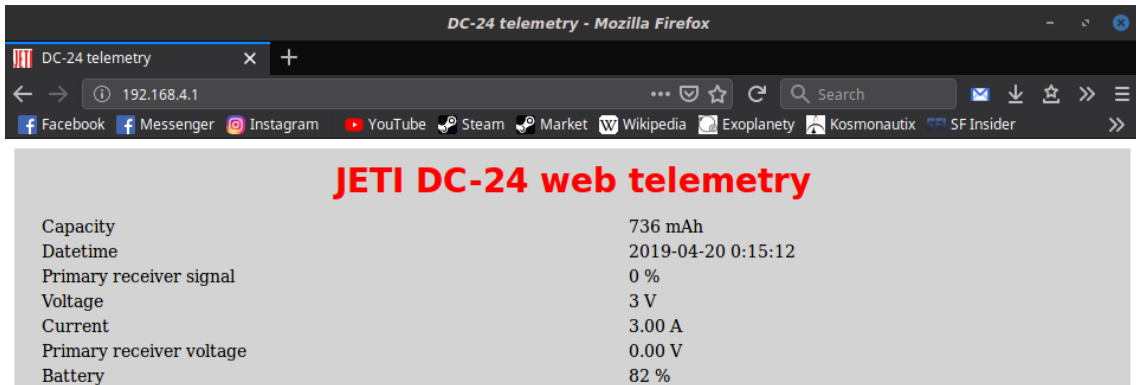 DC-24 telemetry - Mozilla Firefox
JETI DC-24 telemetry
192.168.4.1 Search
Facebook Messenger Instagram YouTube Steam Market Wikipedia Exoplanety Kosmonautix SF Insider
JETI DC-24 web telemetry
Capacity 736 mAh
Datetime 2019-04-20 0:15:12
Primary receiver signal 0 %
Voltage 3 V
Current 3.00 A
Primary receiver voltage 0.00 V
Battery 82 %